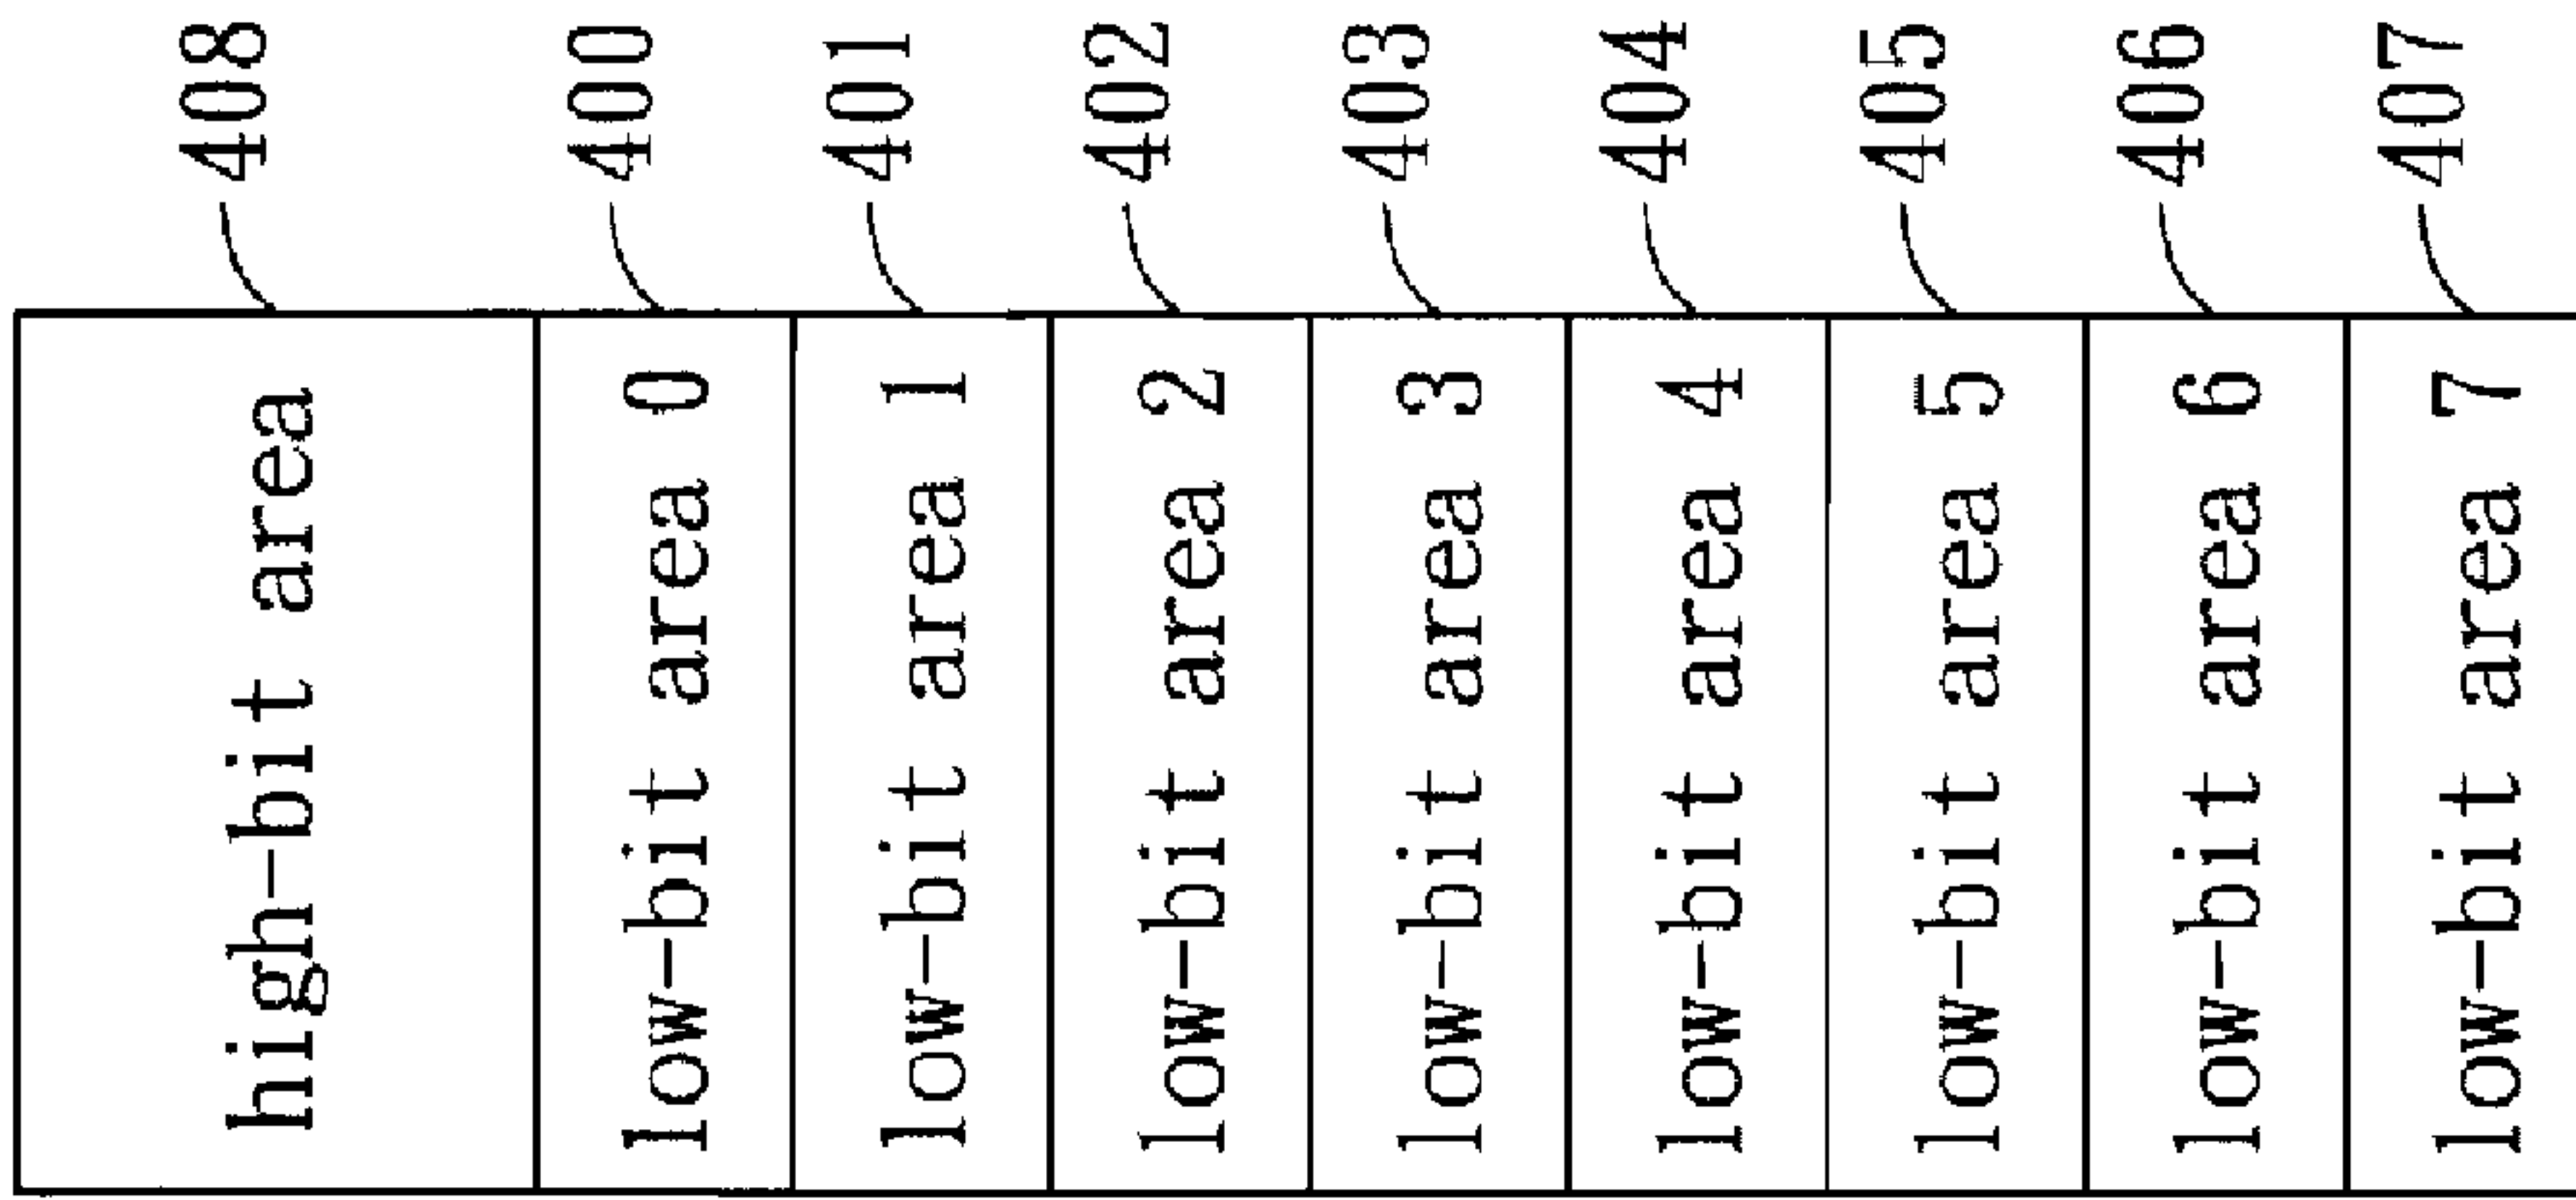 high-bit area 408
low-bit area 0 400
low-bit area 1 401
low-bit area 2 402
low-bit area 3 403
low-bit area 4 404
low-bit area 5 405
low-bit area 6 406
low-bit area 7 407